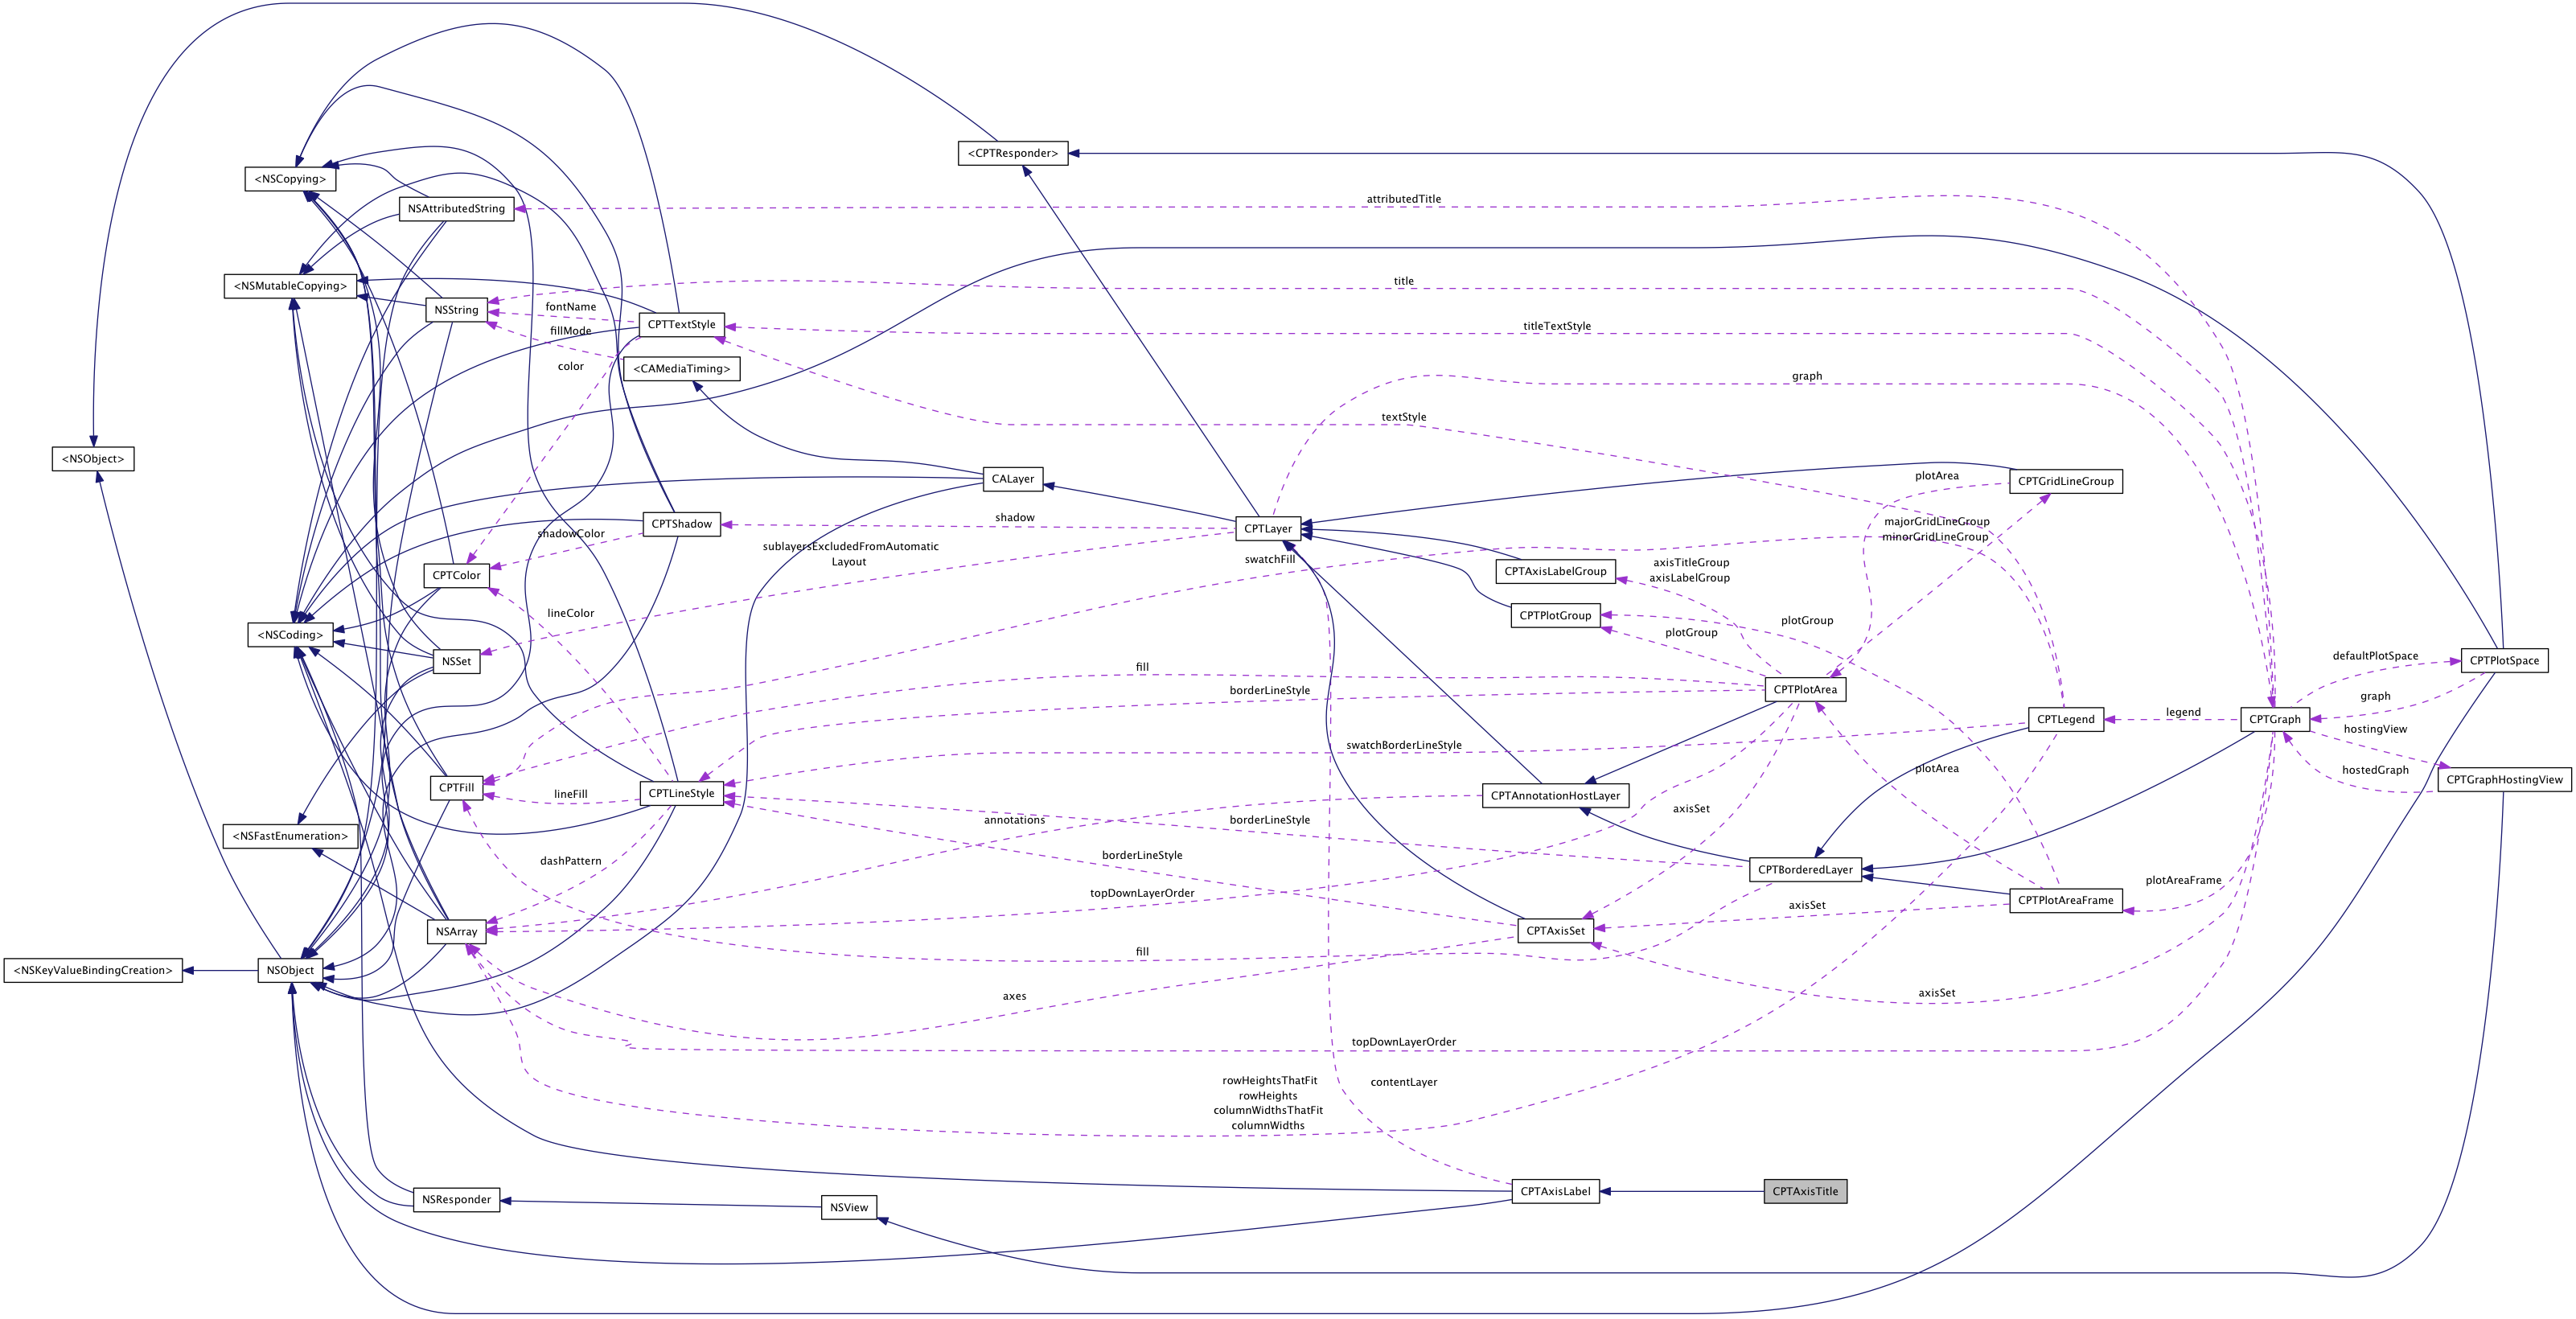 <CPTResponder>
<NSCopying>
attributedTitle
NSAttributedString
title
<NSMutableCopying>
fontName
NSString
titleTextStyle
CPTTextStyle
fillMode
color
<CAMediaTiming>
graph
textStyle
<NSObject>
plotArea
CALayer
CPTGridLineGroup
shadow
CPTShadow
majorGridLineGroup
minorGridLineGroup
CPTLayer
shadowColor
sublayersExcludedFromAutomatic
Layout
swatchFill
axisTitleGroup
axisLabelGroup
CPTAxisLabelGroup
CPTColor
lineColor
CPTPlotGroup
plotGroup
plotGroup
<NSCoding>
NSSet
defaultPlotSpace
CPTPlotSpace
fill
borderLineStyle
CPTPlotArea
graph
legend
CPTLegend
CPTGraph
hostingView
swatchBorderLineStyle
plotArea
hostedGraph
CPTGraphHostingView
CPTFill
lineFill
CPTLineStyle
CPTAnnotationHostLayer
axisSet
annotations
borderLineStyle
<NSFastEnumeration>
borderLineStyle
dashPattern
CPTBorderedLayer
plotAreaFrame
topDownLayerOrder
CPTPlotAreaFrame
axisSet
NSArray
CPTAxisSet
fill
<NSKeyValueBindingCreation>
NSObject
axes
axisSet
topDownLayerOrder
rowHeightsThatFit
rowHeights
columnWidthsThatFit
columnWidths
contentLayer
NSResponder
NSView
CPTAxisLabel
CPTAxisTitle